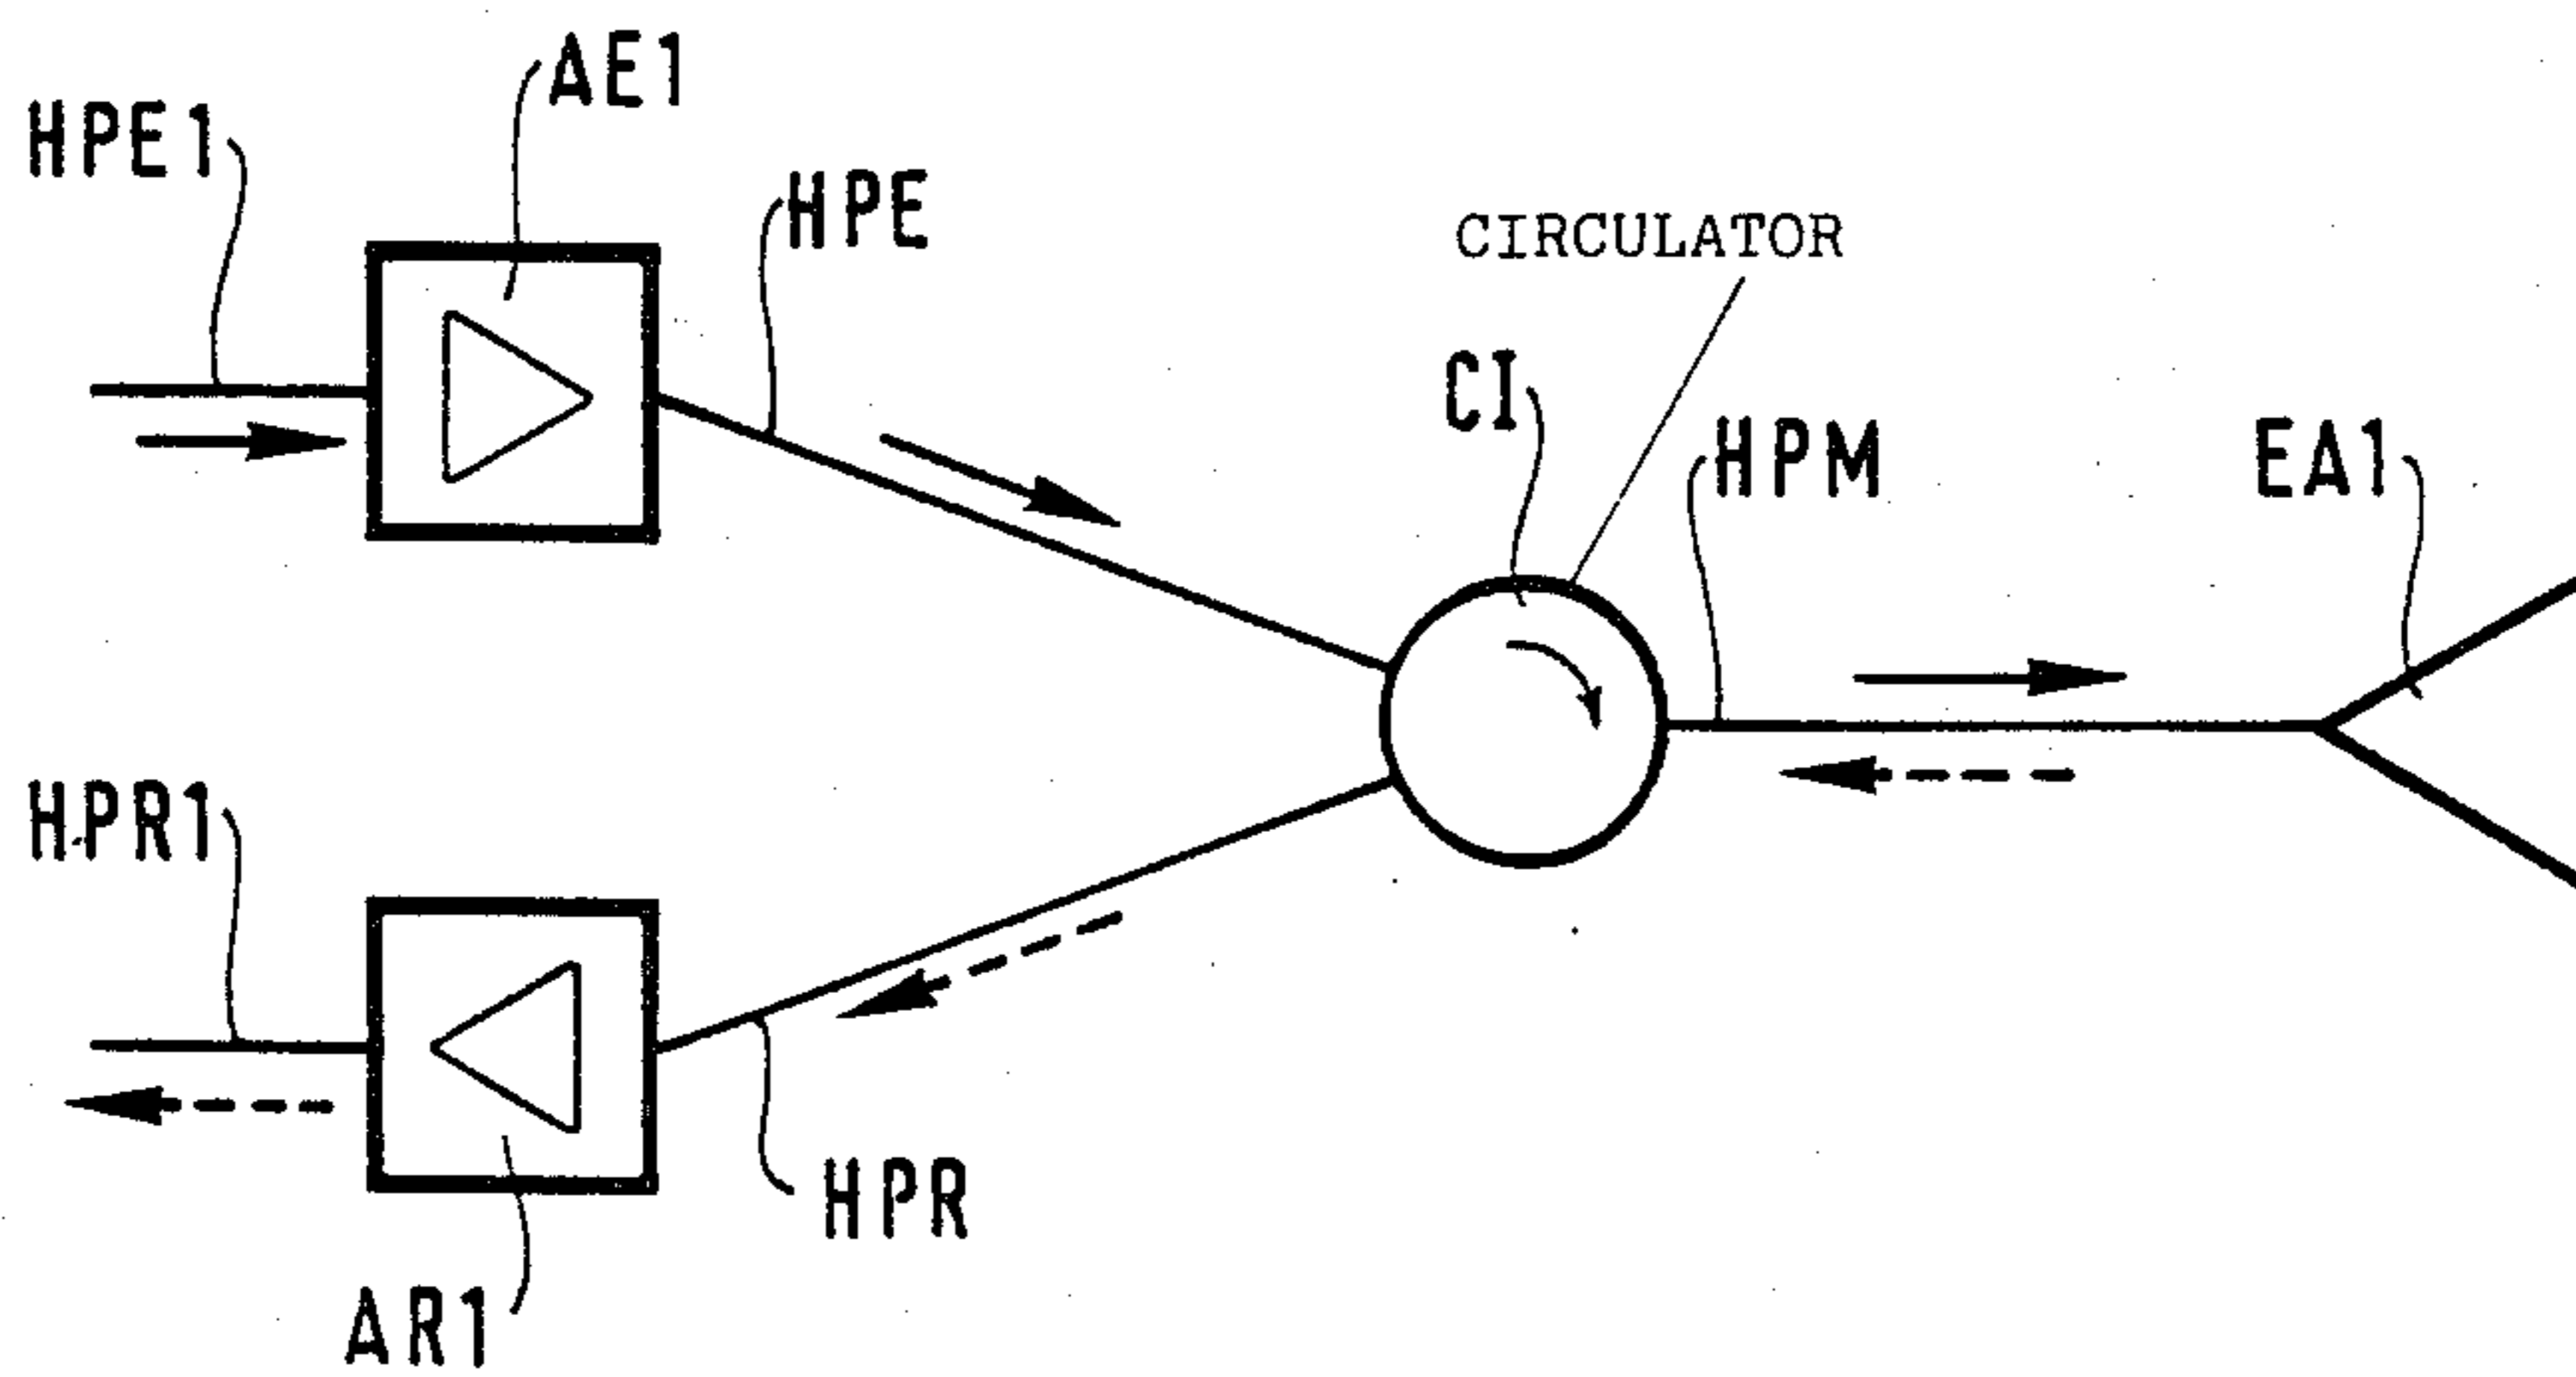 AE1
HPE1
HPE
CIRCULATOR
CI
HPM
EA1
HPR1
HPR
AR1